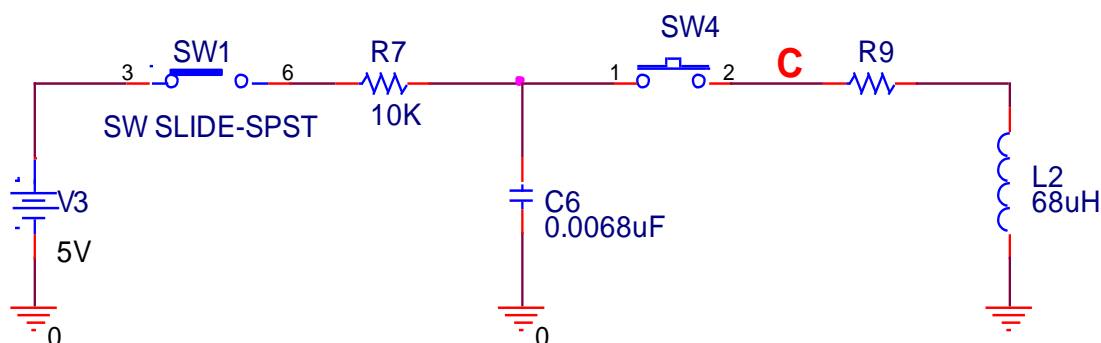 SW4
SW1
R7
C
R9
3
6
1
2
10K
SW SLIDE-SPST
V3
C6
L2
0.0068uF
68uH
5V
0
0